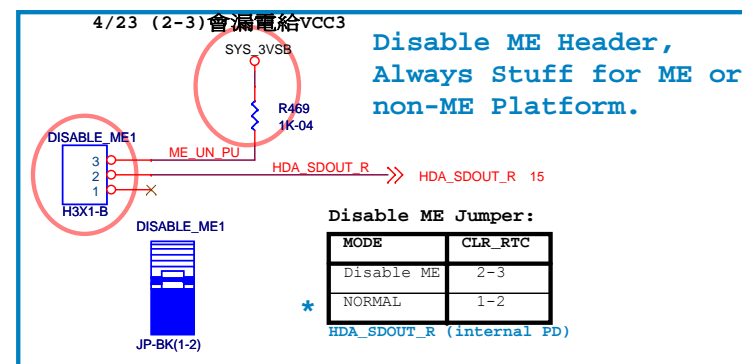 4/23 (2-3)會漏電給VCC3
Disable ME Header,
Always Stuff for ME or
non-ME Platform.
SYS_3VSB
R469
1K-04
DISABLE_ME1
3
2
1
ME_UN_PU
HDA_SDOUT_R
HDA_SDOUT_R 15
H3X1-B
DISABLE_ME1
JP-BK(1-2)
Disable ME Jumper:
MODE CLR_RTC
Disable ME 2-3
* NORMAL 1-2
HDA_SDOUT_R (internal PD)